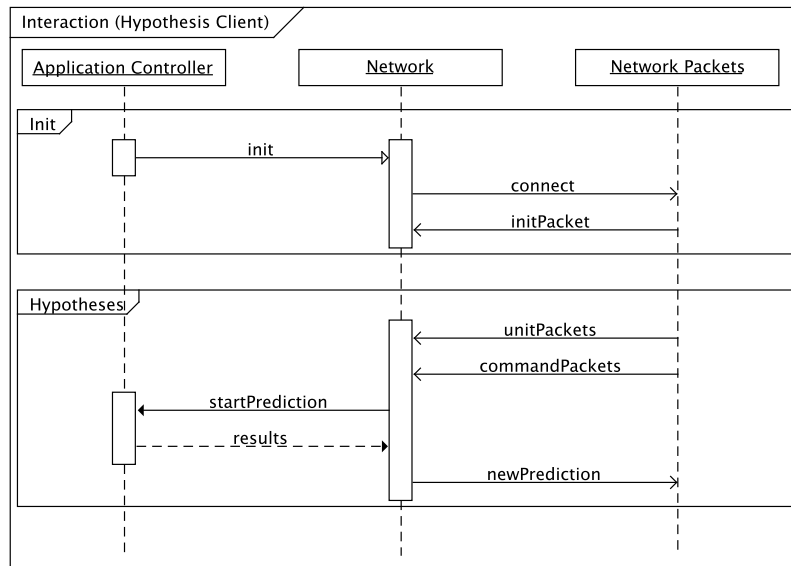 Interaction (Hypothesis Client)
Application Controller
Network
Network Packets
Init
init
connect
initPacket
Hypotheses
unitPackets
commandPackets
startPrediction
results
newPrediction